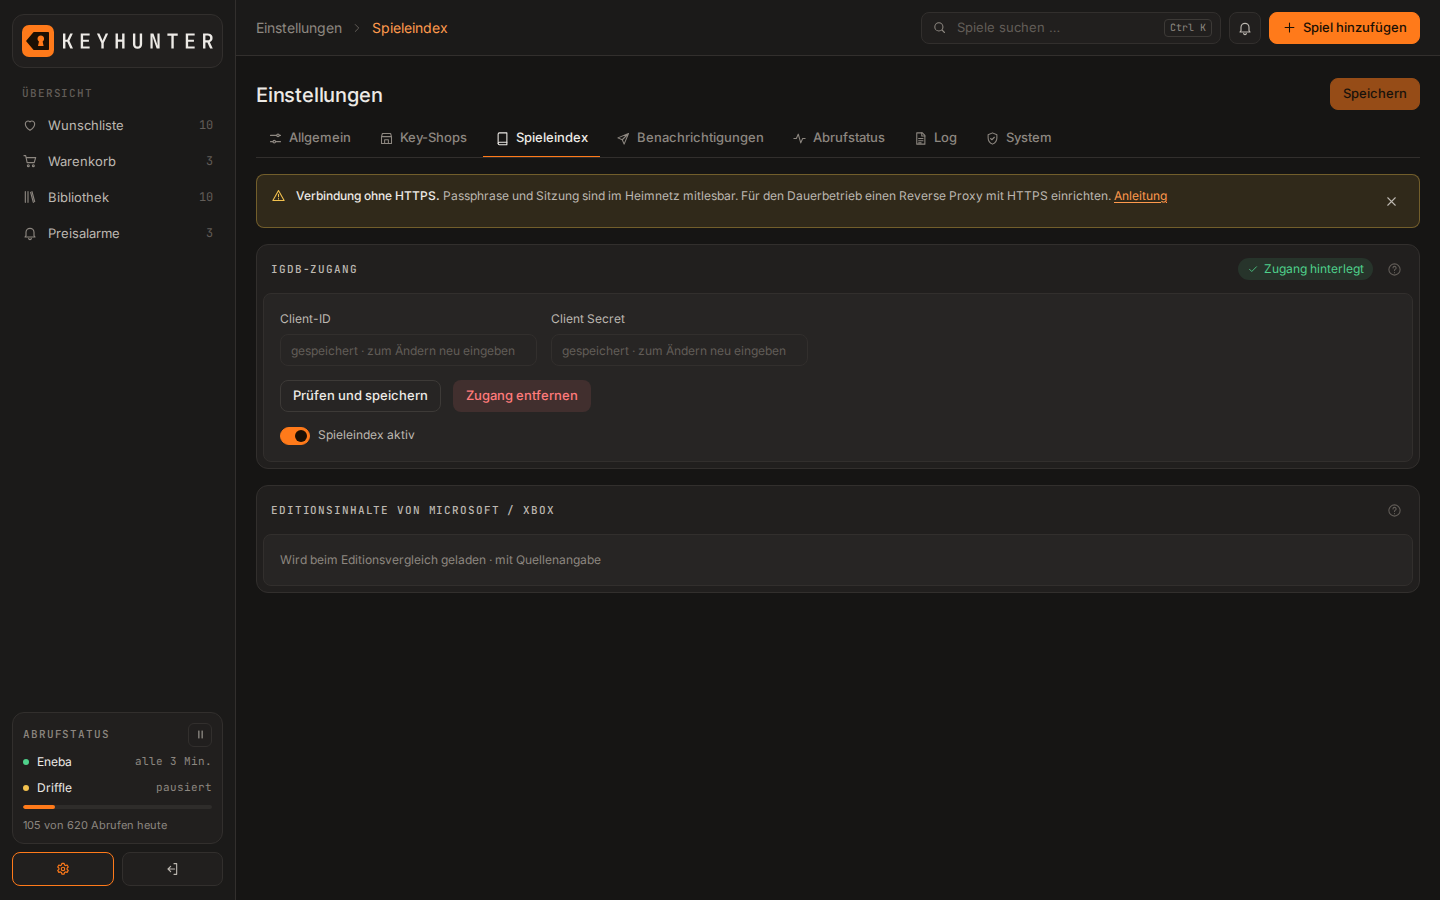 KEYHUNTER
ÜBERSICHT
Wunschliste 10
Warenkorb 3
Bibliothek 10
Preisalarme 3
ABRUFSTATUS
Eneba alle 3 Min.
Driffle pausiert
105 von 620 Abrufen heute
Einstellungen Spieleindex
Spiele suchen ... Ctrl K
Spiel hinzufügen
Einstellungen
Speichern
Allgemein Key-Shops Spieleindex Benachrichtigungen Abrufstatus Log System
Verbindung ohne HTTPS. Passphrase und Sitzung sind im Heimnetz mitlesbar. Für den Dauerbetrieb einen Reverse Proxy mit HTTPS einrichten. Anleitung
IGDB-ZUGANG
Zugang hinterlegt
Client-ID Client Secret
gespeichert · zum Ändern neu eingeben gespeichert · zum Ändern neu eingeben
Prüfen und speichern Zugang entfernen
Spieleindex aktiv
EDITIONSINHALTE VON MICROSOFT / XBOX
Wird beim Editionsvergleich geladen · mit Quellenangabe